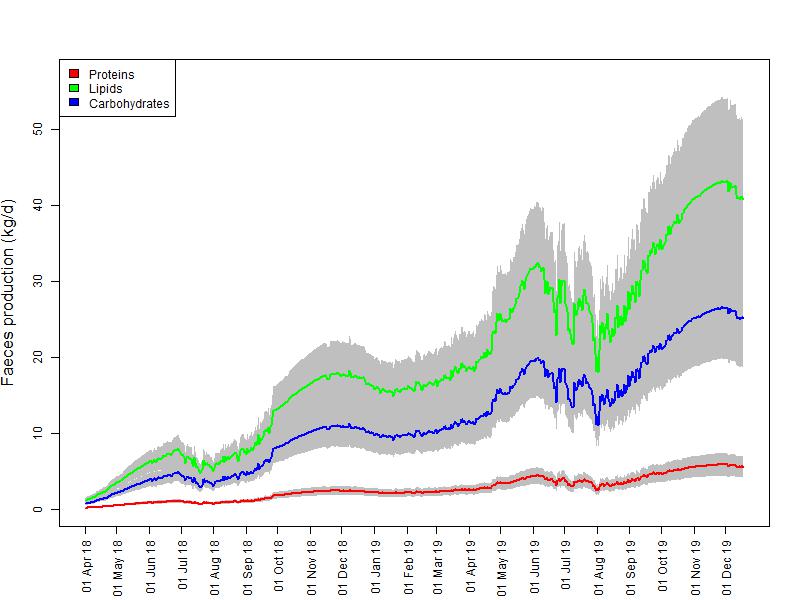 Proteins
Lipids
Carbohydrates
Faeces production (kg/d)
50
40
30
20
10
0
01 Apr 18
01 May 18
01 Jun 18
01 Jul 18
01 Aug 18
01 Sep 18
01 Oct 18
01 Nov 18
01 Dec 18
01 Jan 19
01 Feb 19
01 Mar 19
01 Apr 19
01 May 19
01 Jun 19
01 Jul 19
01 Aug 19
01 Sep 19
01 Oct 19
01 Nov 19
01 Dec 19